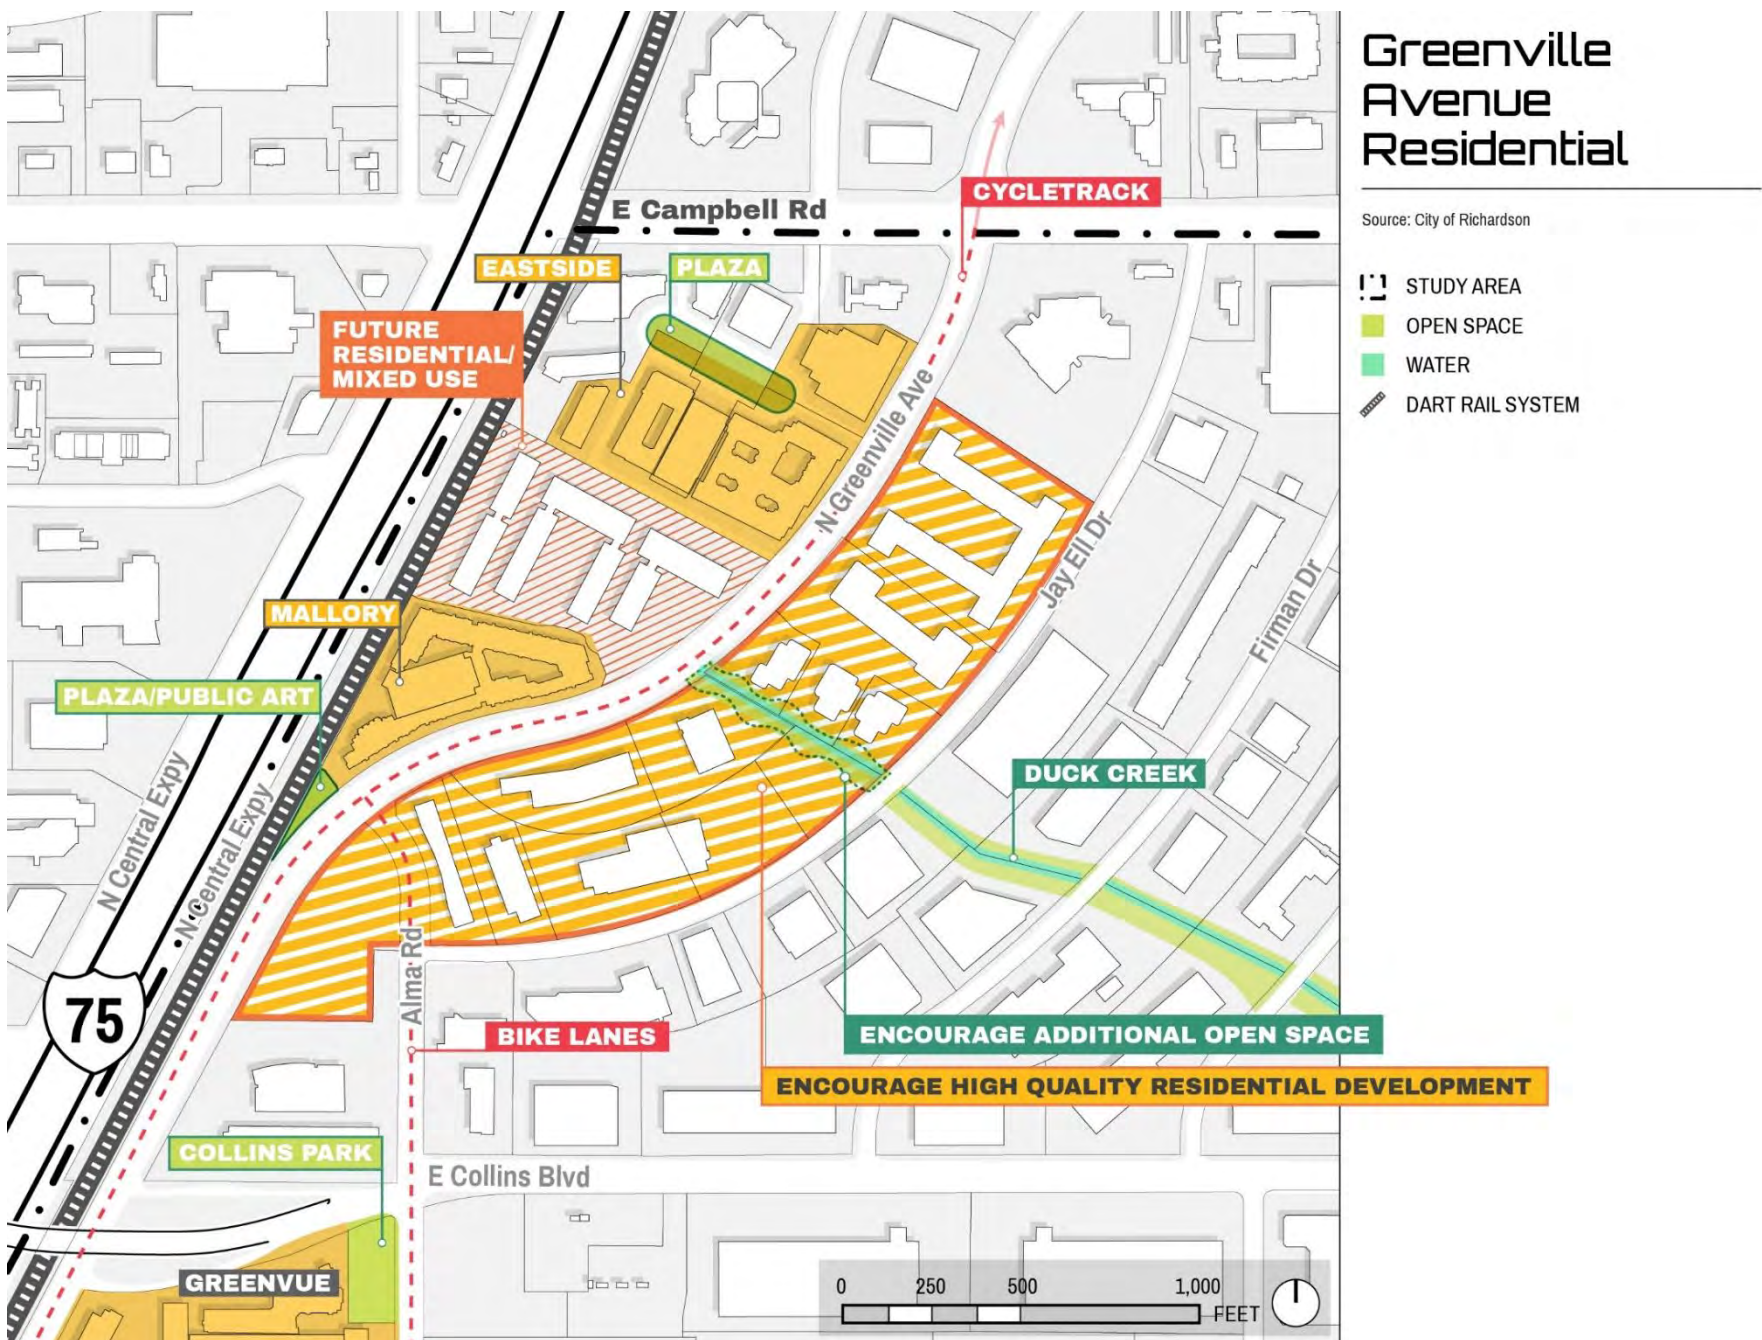 Greenville
Avenue
Residential
Source: City of Richardson
STUDY AREA
OPEN SPACE
WATER
DART RAIL SYSTEM
CYCLETRACK
E Campbell Rd
EASTSIDE
PLAZA
FUTURE
RESIDENTIAL/
MIXED USE
N Greenville Ave
Jay Ell Dr
Firman Dr
MALLORY
PLAZA/PUBLIC ART
N Central Expy
N Central Expy
DUCK CREEK
Alma Rd
75
BIKE LANES
ENCOURAGE ADDITIONAL OPEN SPACE
ENCOURAGE HIGH QUALITY RESIDENTIAL DEVELOPMENT
COLLINS PARK
E Collins Blvd
GREENVUE
0 250 500 1,000
FEET